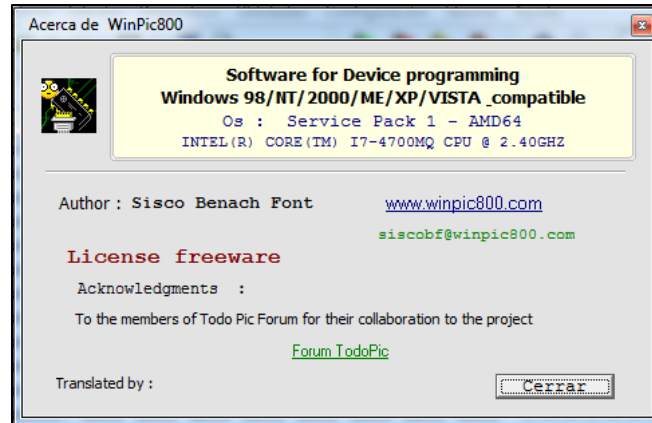 Acerca de WinPic800
Software for Device programming
Windows 98/NT/2000/ME/XP/VISTA _compatible
Os : Service Pack 1 - AMD64
INTEL(R) CORE(TM) I7-4700MQ CPU @ 2.40GHZ
Author : Sisco Benach Font
www.winpic800.com
siscobf@winpic800.com
License freeware
Acknowledgments :
To the members of Todo Pic Forum for their collaboration to the project
Forum TodoPic
Translated by :
Cerrar